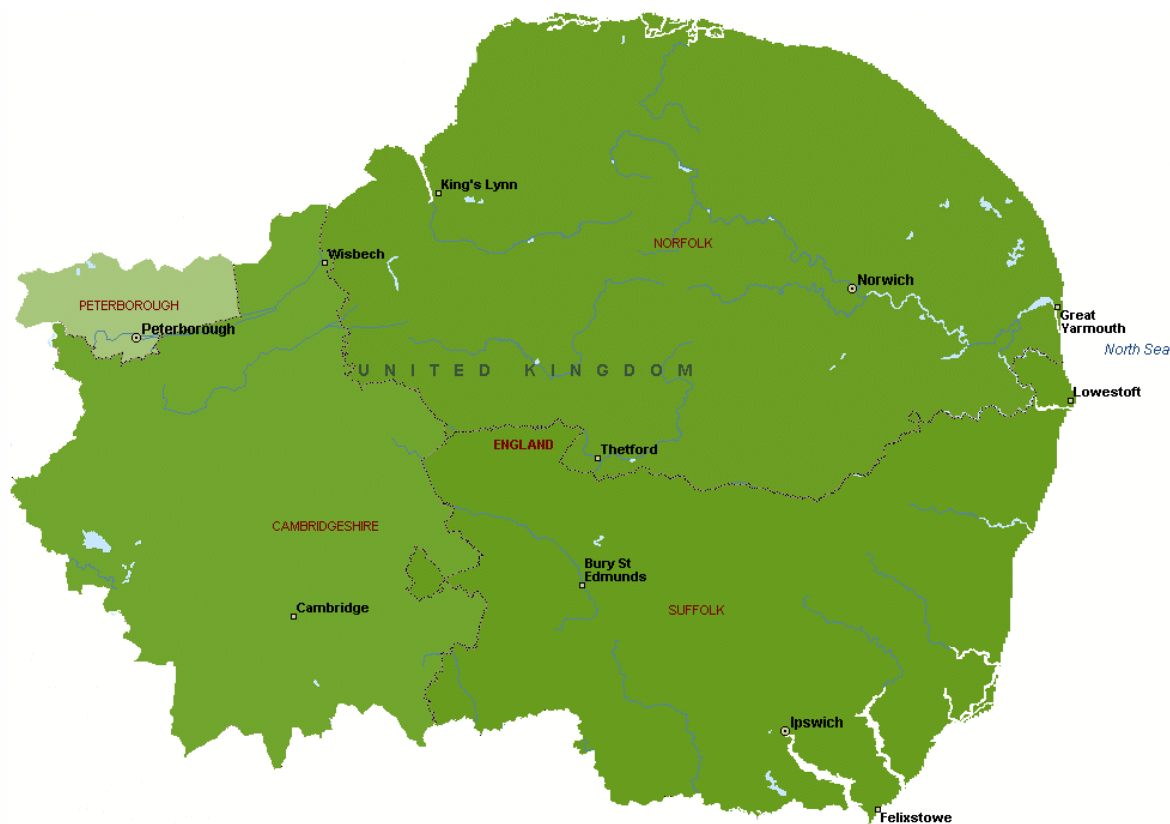 King's Lynn
NORFOLK
Wisbech
Norwich
PETERBOROUGH
Peterborough
Great
Yarmouth
North Sea
UNITED KINGDOM
Lowestoft
ENGLAND
Thetford
CAMBRIDGESHIRE
Bury St
Edmunds
Cambridge
SUFFOLK
Ipswich
Felixstowe